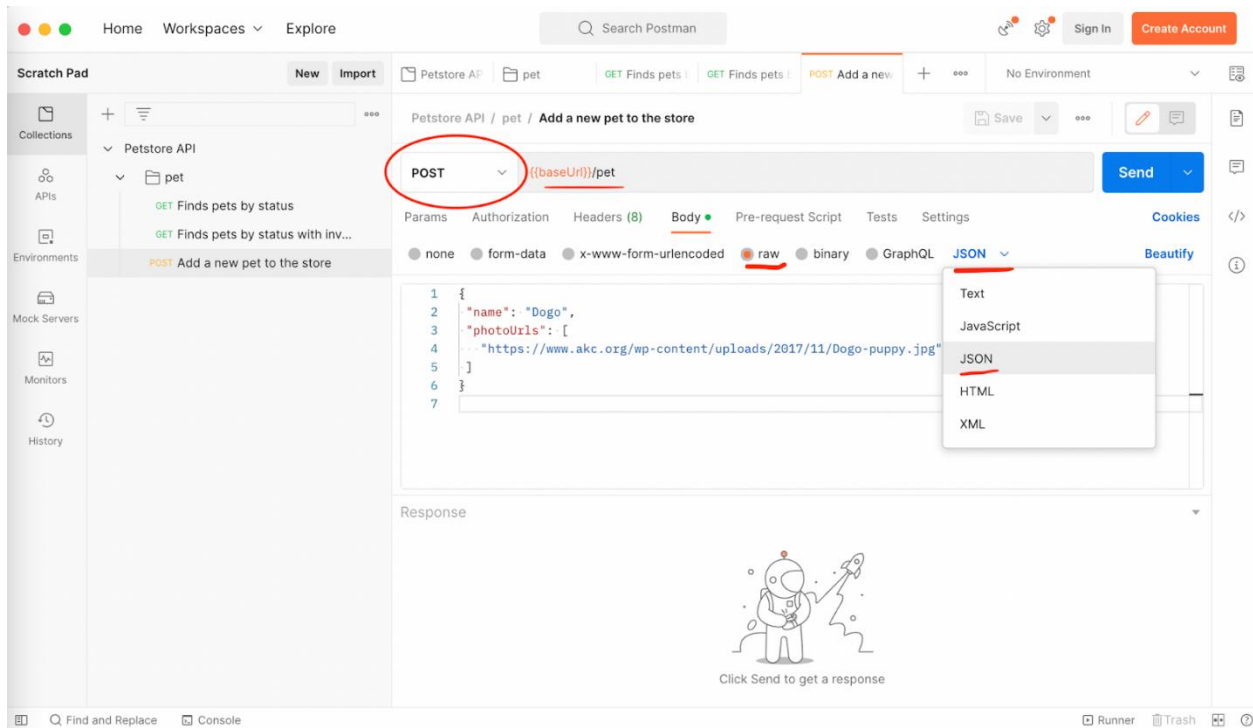 Home Workspaces Explore Search Postman Sign In Create Account
Scratch Pad New Import
Petstore AP pet GET Finds pets GET Finds pets POST Add a new No Environment
Collections
APIs
Environments
Mock Servers
Monitors
History
Petstore API
pet
GET Finds pets by status
GET Finds pets by status with inv...
POST Add a new pet to the store
Petstore API / pet / Add a new pet to the store Save
POST {{baseUrl}}/pet Send
Params Authorization Headers (8) Body Pre-request Script Tests Settings Cookies
none form-data x-www-form-urlencoded raw binary GraphQL JSON Beautify
1 {
2 "name": "Dogo",
3 "photoUrls": [
4 "https://www.akc.org/wp-content/uploads/2017/11/Dogo-puppy.jpg"
5 ]
6 }
7
Text
JavaScript
JSON
HTML
XML
Response
Click Send to get a response
Find and Replace Console Runner Trash